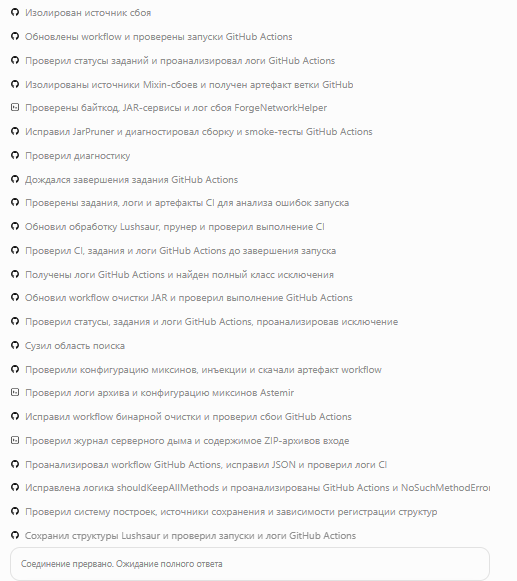 Изолирован источник сбоя
Обновлены workflow и проверены запуски GitHub Actions
Проверил статусы заданий и проанализировал логи GitHub Actions
Изолированы источники Mixin-сбоев и получен артефакт ветки GitHub
Проверены байткод, JAR-сервисы и лог сбоя ForgeNetworkHelper
Исправил JarPruner и диагностировал сборку и smoke-тесты GitHub Actions
Проверил диагностику
Дождался завершения задания GitHub Actions
Проверены задания, логи и артефакты CI для анализа ошибок запуска
Обновил обработку Lushsaur, прунер и проверил выполнение CI
Проверил CI, задания и логи GitHub Actions до завершения запуска
Получены логи GitHub Actions и найден полный класс исключения
Обновил workflow очистки JAR и проверил выполнение GitHub Actions
Проверил статусы, задания и логи GitHub Actions, проанализировав исключение
Сузил область поиска
Проверили конфигурацию миксинов, инъекции и скачали артефакт workflow
Проверил логи архива и конфигурацию миксинов Astemir
Исправил workflow бинарной очистки и проверил сбои GitHub Actions
Проверил журнал серверного дыма и содержимое ZIP-архивов входе
Проанализировал workflow GitHub Actions, исправил JSON и проверил логи CI
Исправлена логика shouldKeepAllMethods и проанализированы GitHub Actions и NoSuchMethodError
Проверил систему построек, источники сохранения и зависимости регистрации структур
Сохранил структуры Lushsaur и проверил запуски и логи GitHub Actions
Соединение прервано. Ожидание полного ответа